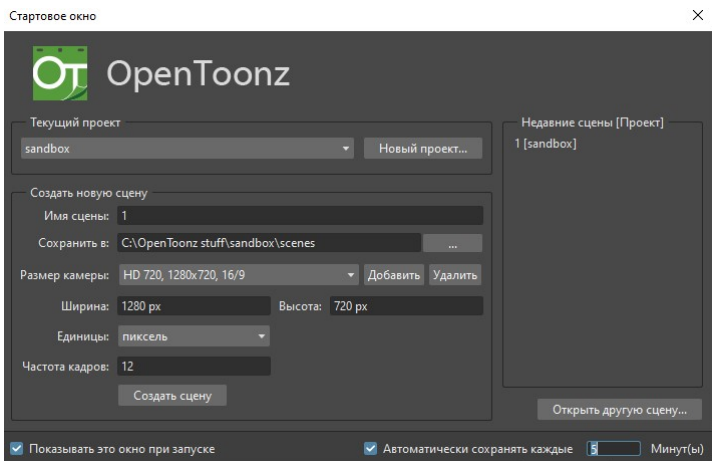 Стартовое окно
OT OpenToonz
Текущий проект
sandbox
Новый проект...
Создать новую сцену
Имя сцены: 1
Сохранить в: C:\OpenToonz stuff\sandbox\scenes ...
Размер камеры: HD 720, 1280x720, 16/9 Добавить Удалить
Ширина: 1280 px Высота: 720 px
Единицы: пиксель
Частота кадров: 12
Создать сцену
Недавние сцены [Проект]
1 [sandbox]
Открыть другую сцену...
Показывать это окно при запуске
Автоматически сохранять каждые 5 Минут(ы)